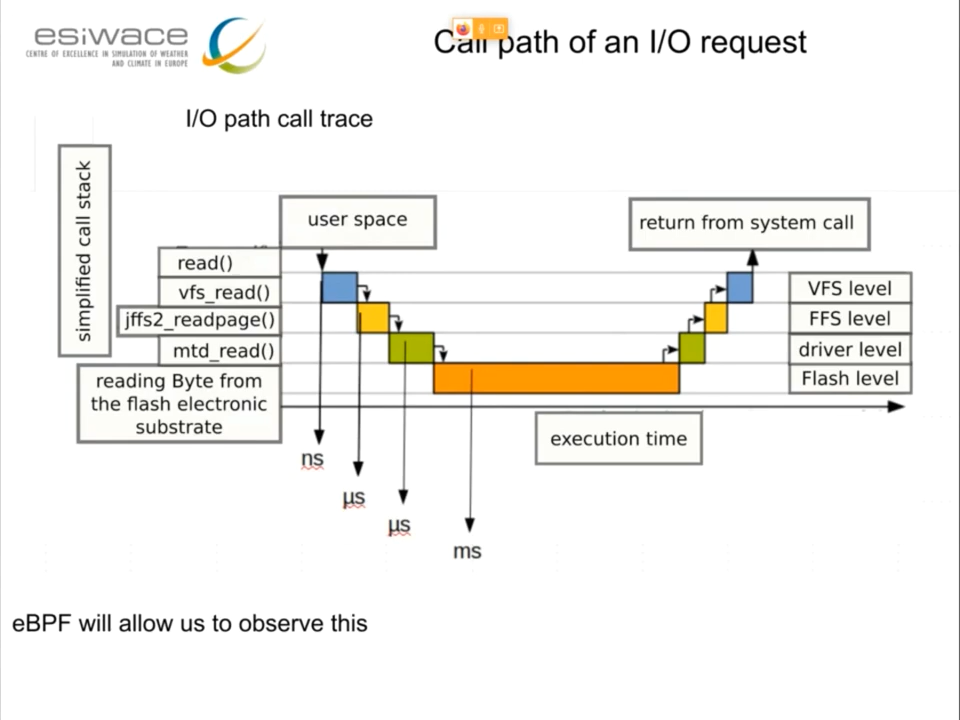 esiwace
CENTRE OF EXCELLENCE IN SIMULATION OF WEATHER
AND CLIMATE IN EUROPE
Call path of an I/O request
I/O path call trace
simplified call stack
user space
return from system call
read()
vfs_read()
jffs2_readpage()
mtd_read()
reading Byte from
the flash electronic
substrate
VFS level
FFS level
driver level
Flash level
execution time
ns
µs
µs
ms
eBPF will allow us to observe this